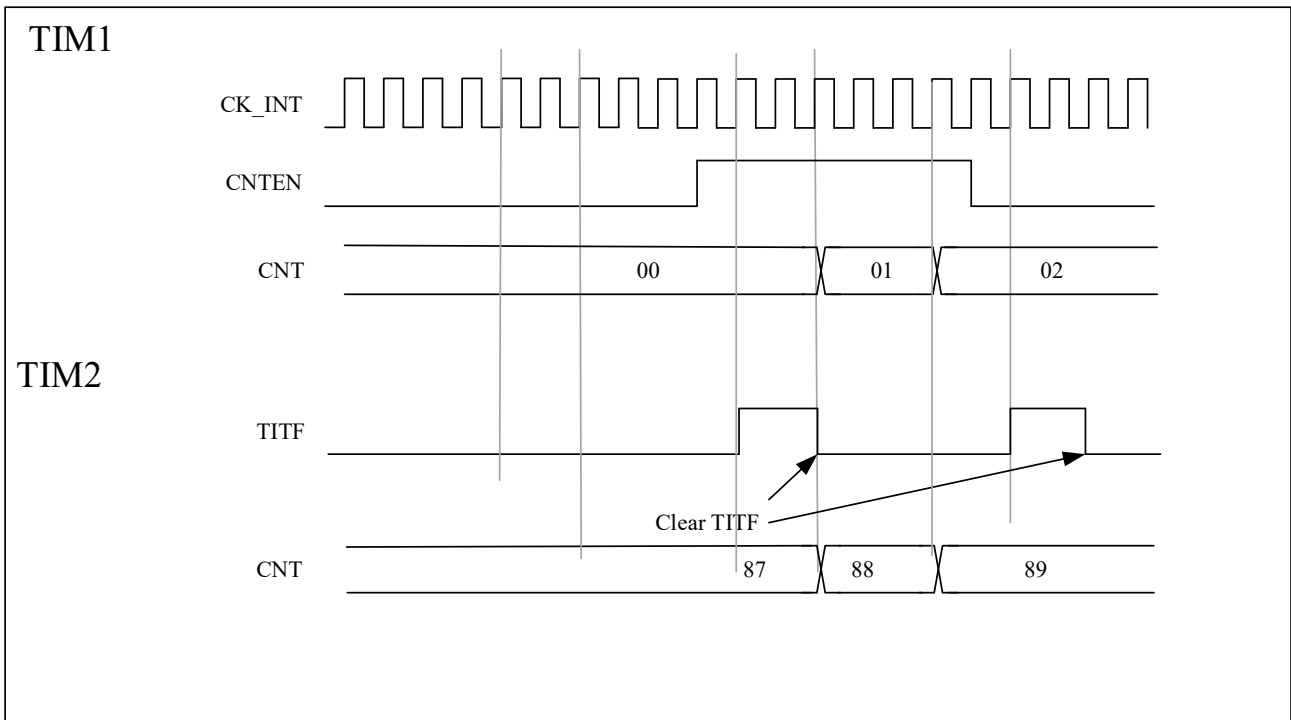 TIM1
CK_INT
CNTEN
CNT 00 01 02
TIM2
TITF
Clear TITF
CNT 87 88 89